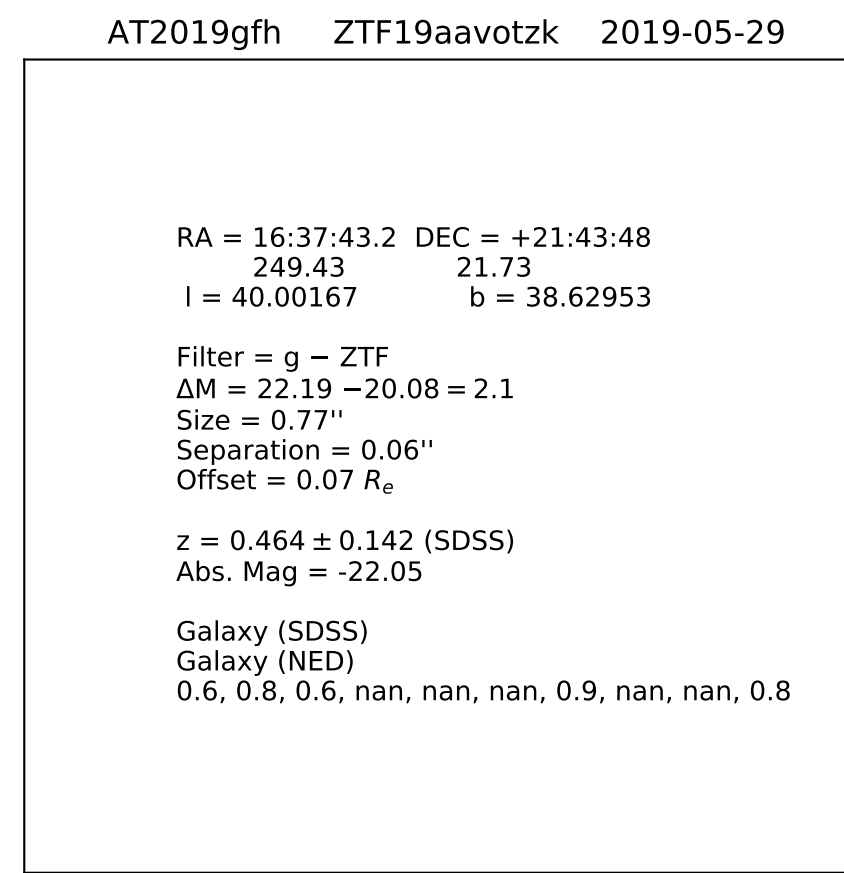 AT2019gfh ZTF19aavotzk 2019-05-29
RA = 16:37:43.2 DEC = +21:43:48
249.43 21.73
l = 40.00167 b = 38.62953
Filter = g − ZTF
ΔM = 22.19 −20.08 = 2.1
Size = 0.77''
Separation = 0.06''
Offset = 0.07 Rₑ
z = 0.464 ± 0.142 (SDSS)
Abs. Mag = -22.05
Galaxy (SDSS)
Galaxy (NED)
0.6, 0.8, 0.6, nan, nan, nan, 0.9, nan, nan, 0.8